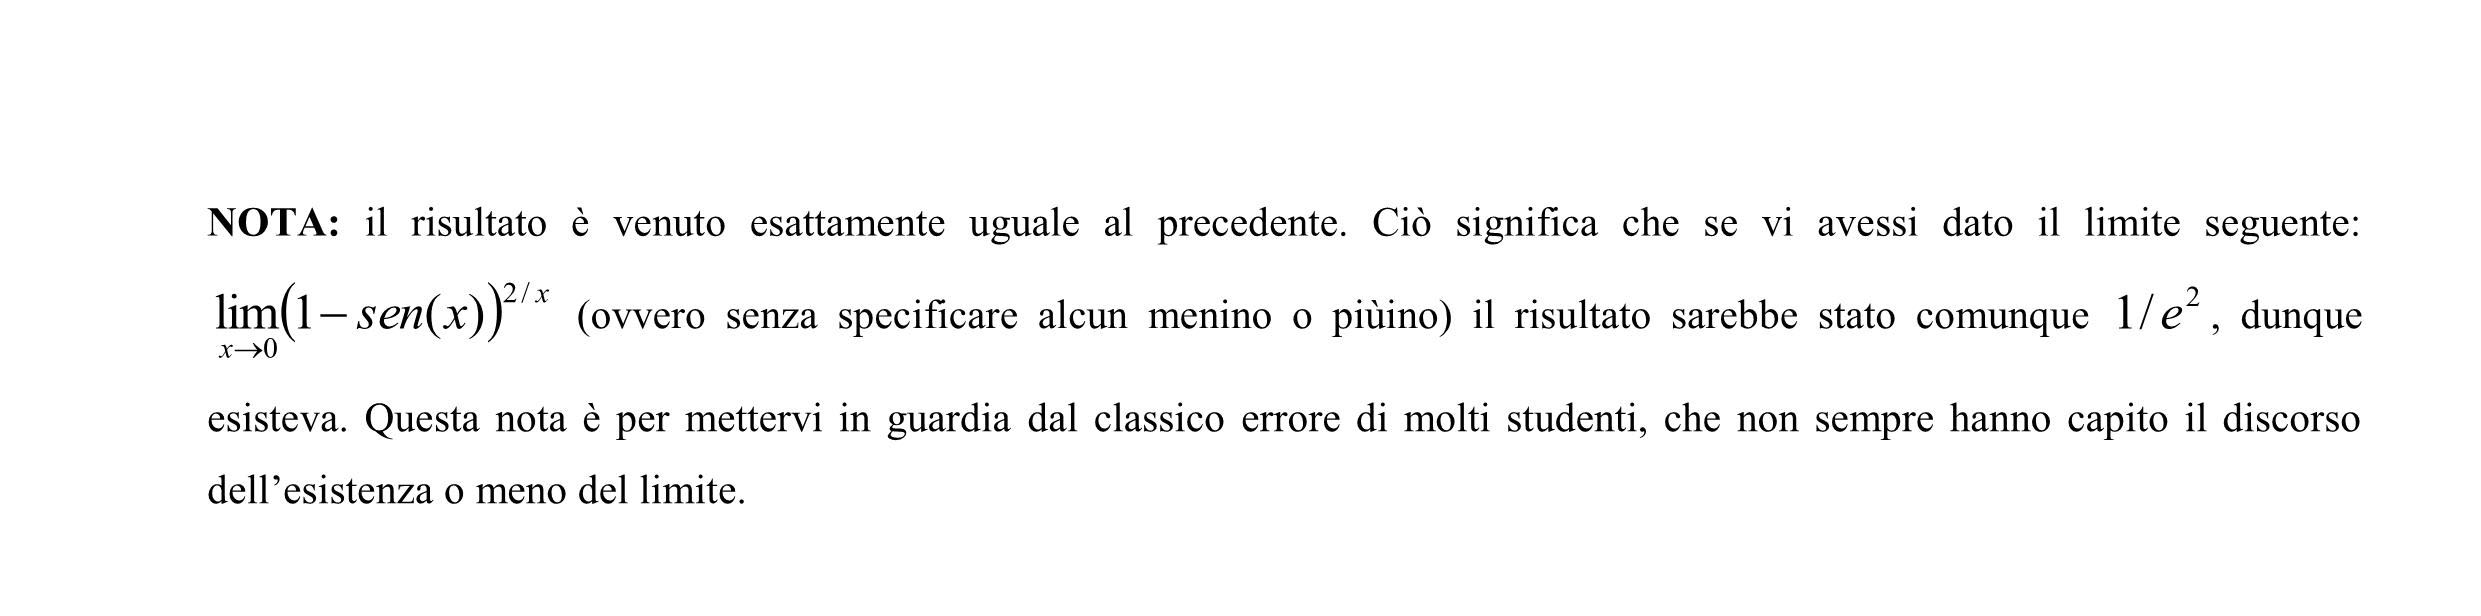 NOTA: il risultato è venuto esattamente uguale al precedente. Ciò significa che se vi avessi dato il limite seguente:
lim x→0 (1 − sen(x))^2/x (ovvero senza specificare alcun menino o piùino) il risultato sarebbe stato comunque 1/e^2, dunque
esisteva. Questa nota è per mettervi in guardia dal classico errore di molti studenti, che non sempre hanno capito il discorso
dell’esistenza o meno del limite.